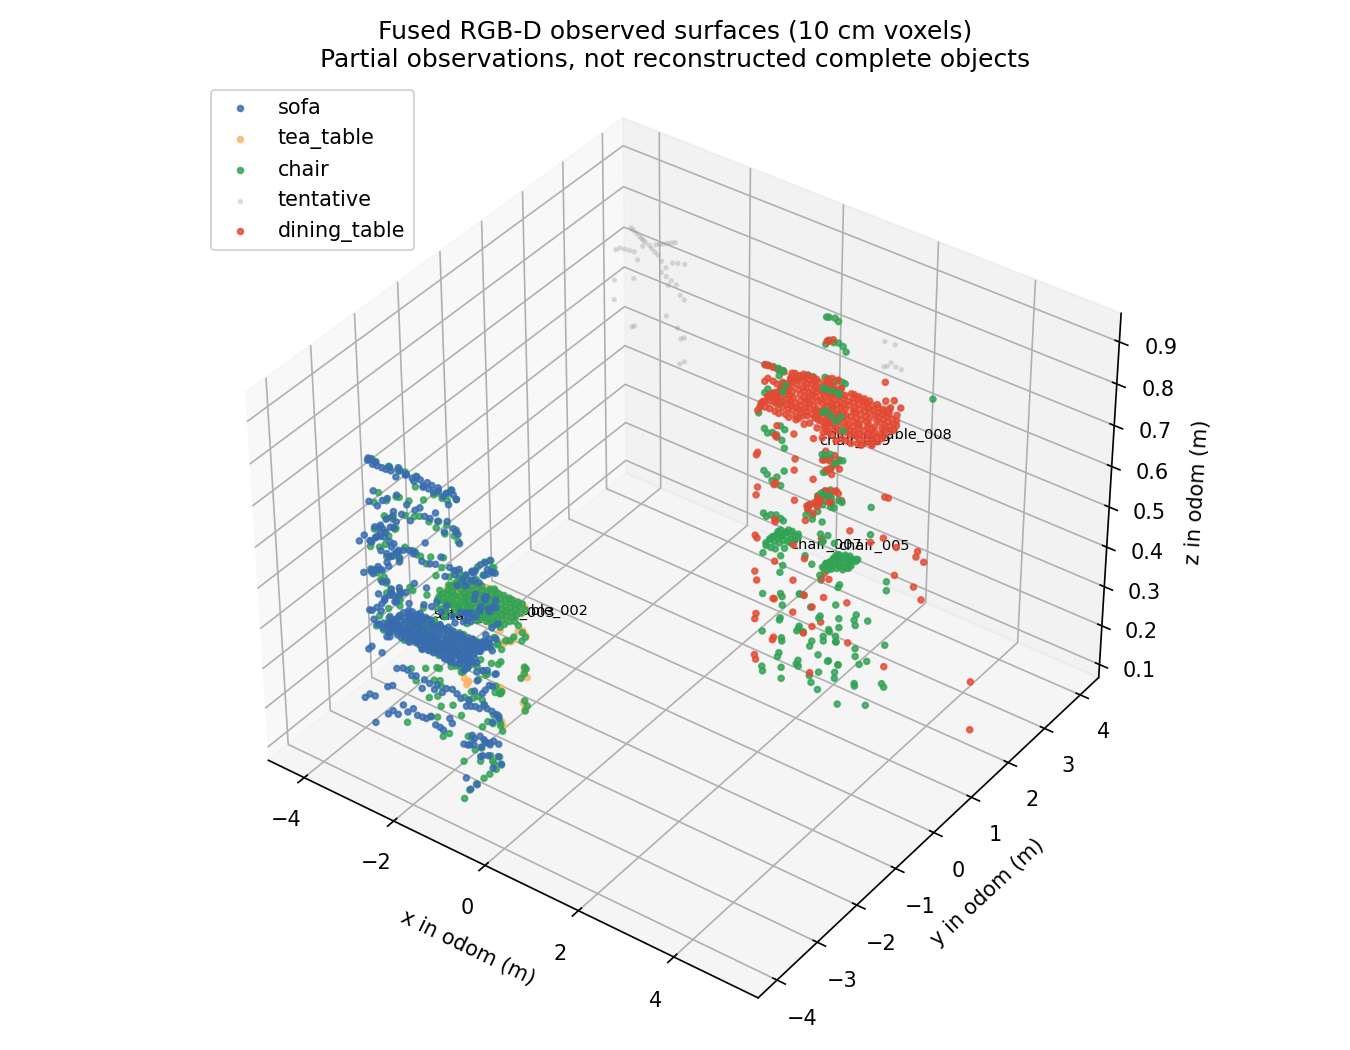 Fused RGB-D observed surfaces (10 cm voxels)
Partial observations, not reconstructed complete objects
sofa
tea_table
chair
tentative
dining_table
chair_005
0.9
0.8
0.7
0.6
0.5
0.4
0.3
0.2
0.1
z in odom (m)
−4
−2
0
2
4
x in odom (m)
4
3
2
1
0
−1
−2
−3
−4
y in odom (m)